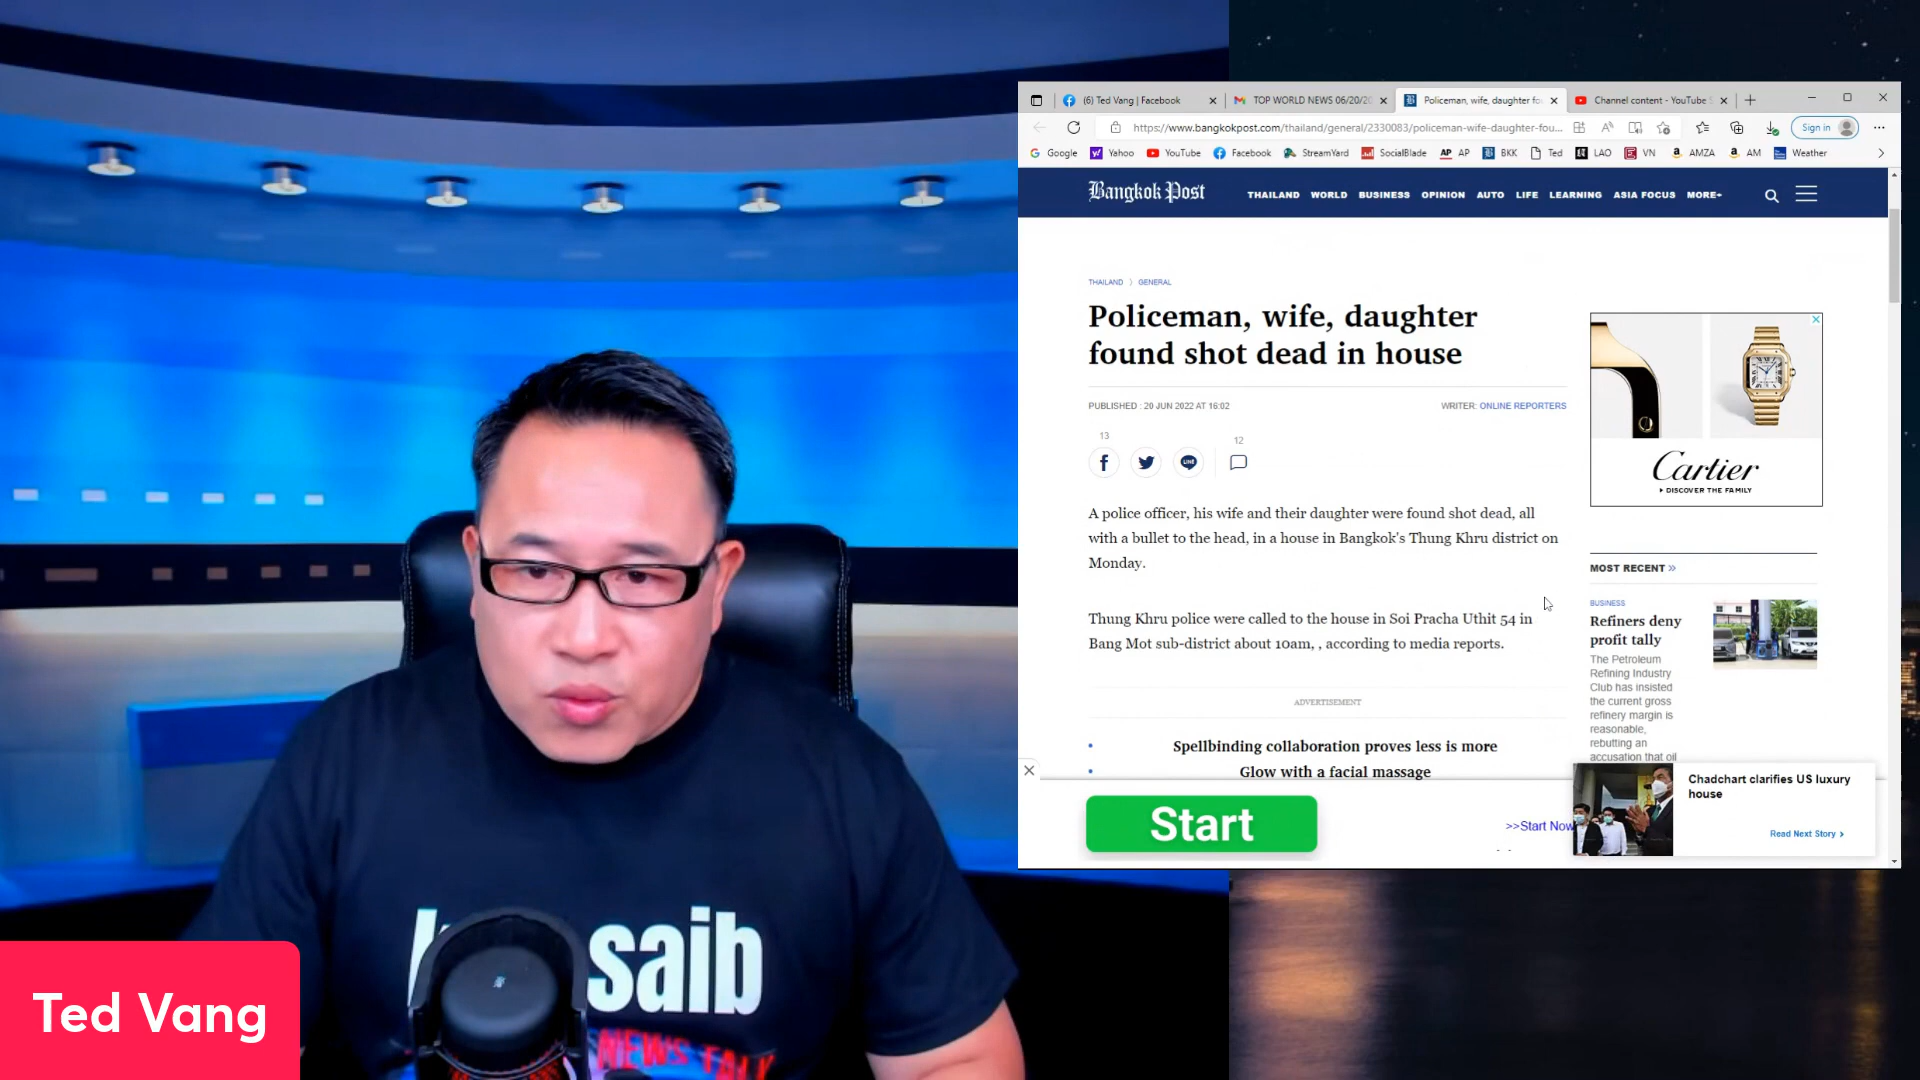 (6) Ted Vang | Facebook
TOP WORLD NEWS 06/20/20
Policeman, wife, daughter fo
Channel content - YouTube S
https://www.bangkokpost.com/thailand/general/2330083/policeman-wife-daughter-fou...
Sign in
Google
Yahoo
YouTube
Facebook
StreamYard
SocialBlade
AP AP
BKK
Ted
LAO
VN
AMZA
AM
Weather
Bangkok Post
THAILAND WORLD BUSINESS OPINION AUTO LIFE LEARNING ASIA FOCUS MORE+
THAILAND 〉 GENERAL
Policeman, wife, daughter
found shot dead in house
PUBLISHED : 20 JUN 2022 AT 16:02
WRITER: ONLINE REPORTERS
13
12
LINE
A police officer, his wife and their daughter were found shot dead, all
with a bullet to the head, in a house in Bangkok's Thung Khru district on
Monday.
Thung Khru police were called to the house in Soi Pracha Uthit 54 in
Bang Mot sub-district about 10am, , according to media reports.
ADVERTISEMENT
• Spellbinding collaboration proves less is more
• Glow with a facial massage
Start
>>Start Now
Cartier
DISCOVER THE FAMILY
MOST RECENT »
BUSINESS
Refiners deny
profit tally
The Petroleum
Refining Industry
Club has insisted
the current gross
refinery margin is
reasonable,
rebutting an
accusation that oil
Chadchart clarifies US luxury
house
Read Next Story ›
saib
NEWS TALK
Ted Vang